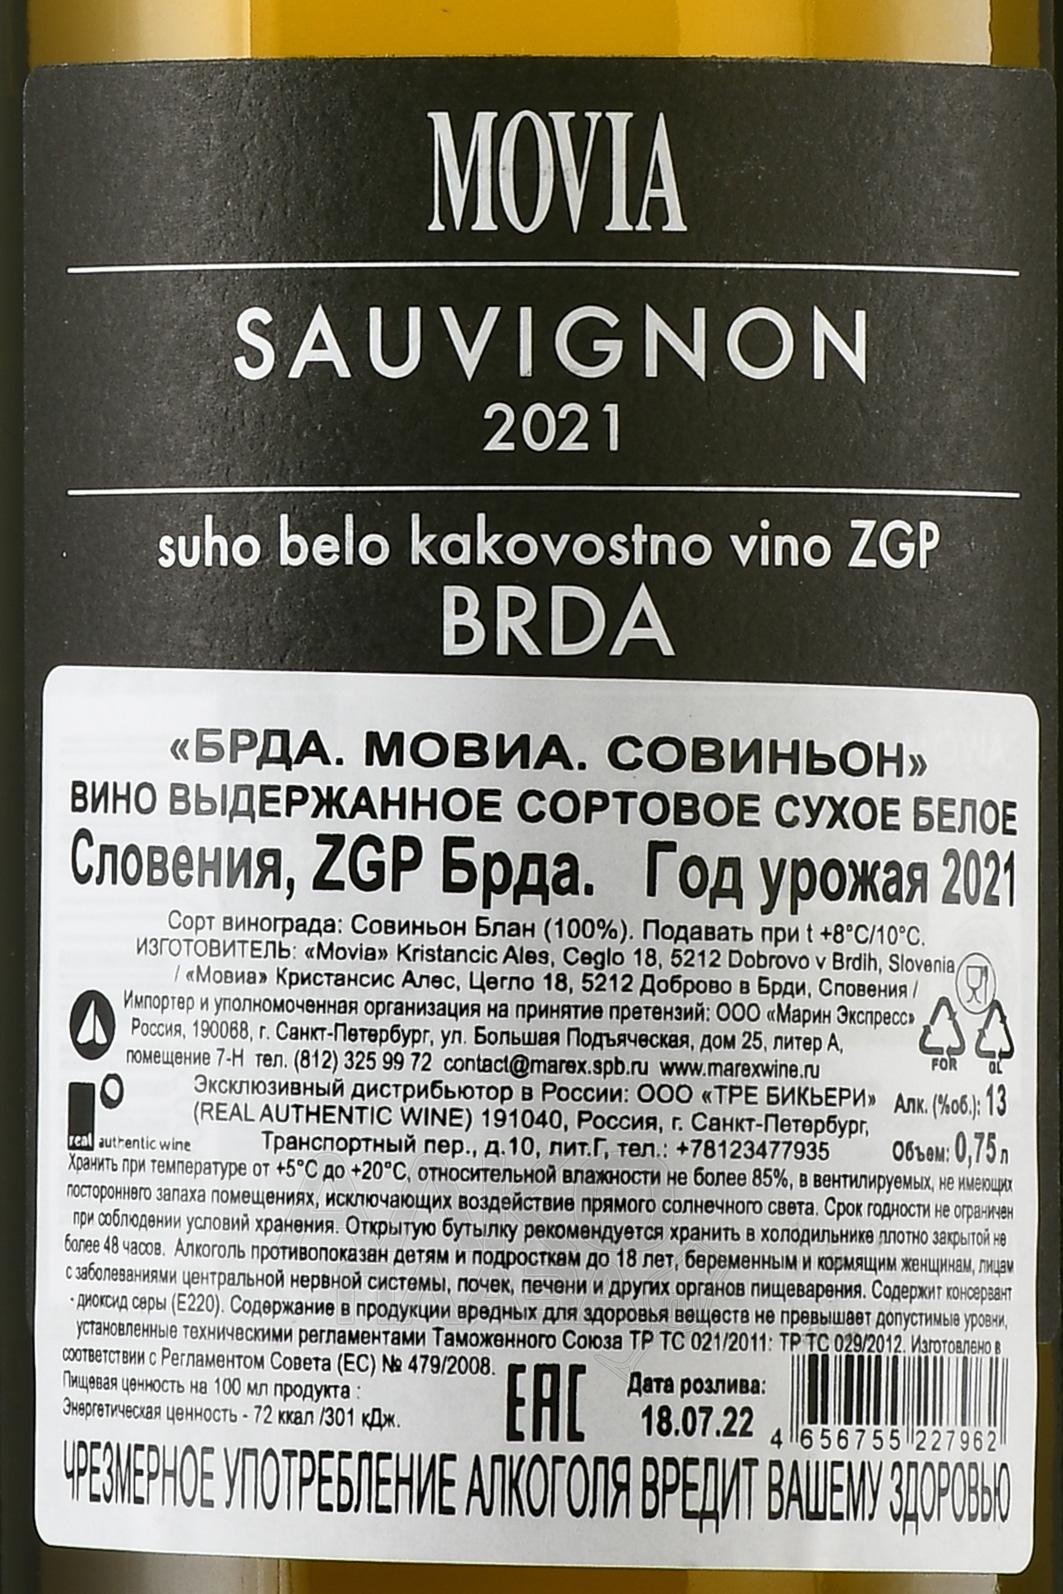 MOVIA
SAUVIGNON
2021
suho belo kakovostno vino ZGP
BRDA
«БРДА. МОВИА. СОВИНЬОН»
ВИНО ВЫДЕРЖАННОЕ СОРТОВОЕ СУХОЕ БЕЛОЕ
Словения, ZGP Брда. Год урожая 2021
Сорт винограда: Совиньон Блан (100%). Подавать при t +8°C/10°C.
ИЗГОТОВИТЕЛЬ: «Movia» Kristancic Ales, Ceglo 18, 5212 Dobrovo v Brdih, Slovenia
/ «Мовиа» Кристансис Алес, Цегло 18, 5212 Доброво в Брди, Словения /
Импортер и уполномоченная организация на принятие претензий: ООО «Марин Экспресс»
Россия, 190068, г. Санкт-Петербург, ул. Большая Подъяческая, дом 25, литер А,
помещение 7-Н тел. (812) 325 99 72 contact@marex.spb.ru www.marexwine.ru
FOR
GL
Эксклюзивный дистрибьютор в России: ООО «ТРЕ БИКЬЕРИ»
(REAL AUTHENTIC WINE) 191040, Россия, г. Санкт-Петербург,
Транспортный пер., д.10, лит.Г, тел.: +78123477935
real authentic wine
Алк. (%об.): 13
Объем: 0,75 л
Хранить при температуре от +5°C до +20°C, относительной влажности не более 85%, в вентилируемых, не имеющих
постороннего запаха помещениях, исключающих воздействие прямого солнечного света. Срок годности не ограничен
при соблюдении условий хранения. Открытую бутылку рекомендуется хранить в холодильнике плотно закрытой не
более 48 часов. Алкоголь противопоказан детям и подросткам до 18 лет, беременным и кормящим женщинам, лицам
с заболеваниями центральной нервной системы, почек, печени и других органов пищеварения. Содержит консервант
- диоксид серы (Е220). Содержание в продукции вредных для здоровья веществ не превышает допустимые уровни,
установленные техническими регламентами Таможенного Союза ТР ТС 021/2011: ТР ТС 029/2012. Изготовлено в
соответствии с Регламентом Совета (ЕС) № 479/2008.
Пищевая ценность на 100 мл продукта :
Энергетическая ценность - 72 ккал /301 кДж.
EAC
Дата розлива:
18.07.22
4 656755 227962
ЧРЕЗМЕРНОЕ УПОТРЕБЛЕНИЕ АЛКОГОЛЯ ВРЕДИТ ВАШЕМУ ЗДОРОВЬЮ